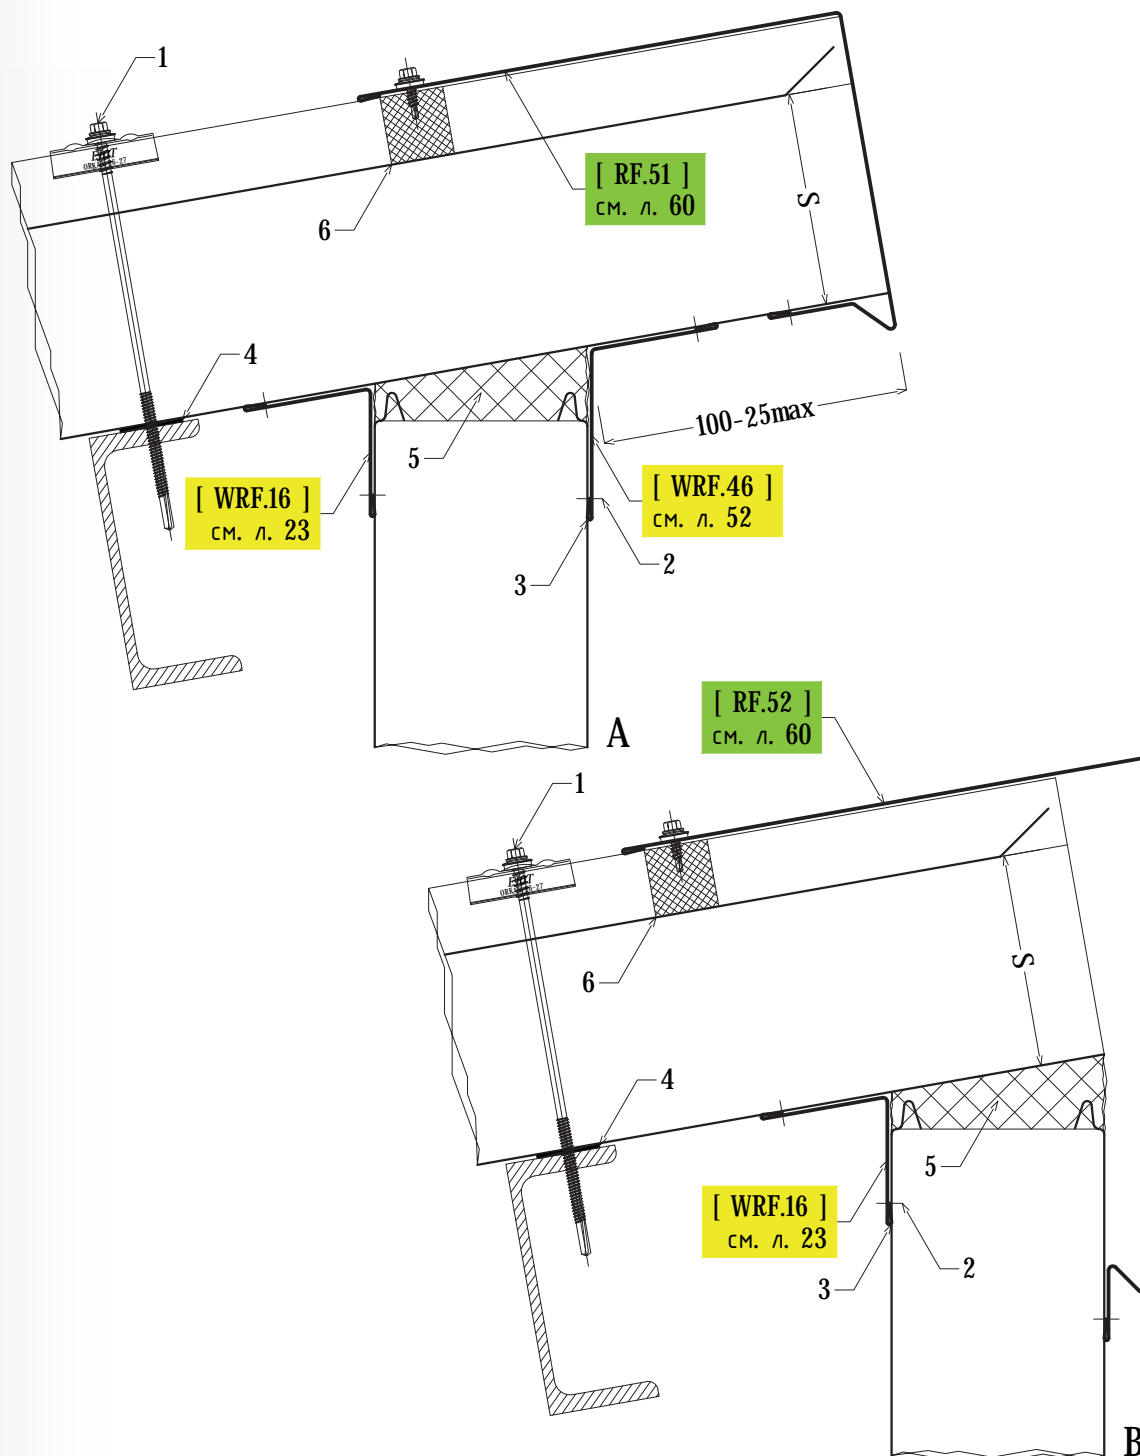 1
[ RF.51 ]
см. л. 60
6
S
4
100-25max
5
[ WRF.16 ]
см. л. 23
[ WRF.46 ]
см. л. 52
3
2
A
[ RF.52 ]
см. л. 60
1
6
S
4
5
[ WRF.16 ]
см. л. 23
3
2
B